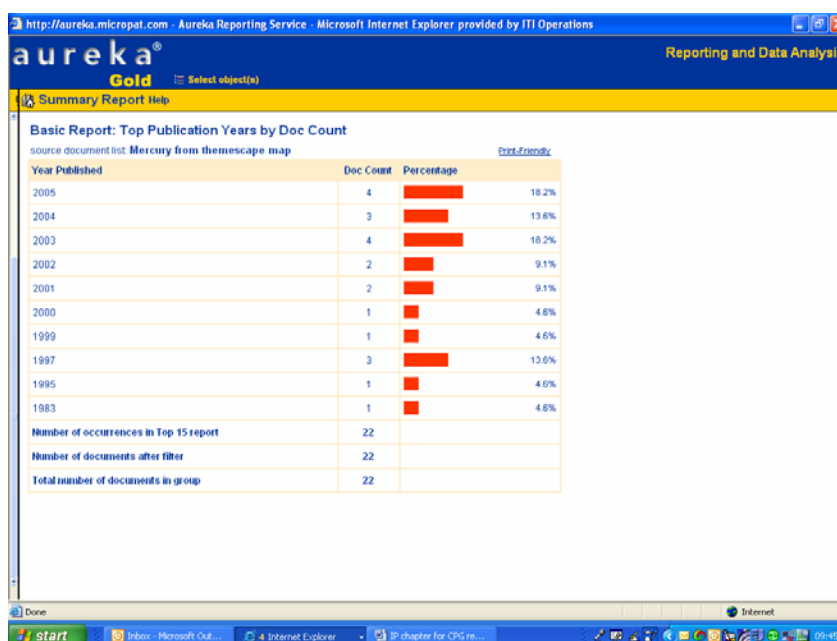 http://aureka.micropat.com - Aureka Reporting Service - Microsoft Internet Explorer provided by ITI Operations
aureka®
Gold
Select object(s)
Reporting and Data Analysi
Summary Report Help
Basic Report: Top Publication Years by Doc Count
source document list: Mercury from themescape map
Print-Friendly
Year Published Doc Count Percentage
2005 4 18.2%
2004 3 13.6%
2003 4 18.2%
2002 2 9.1%
2001 2 9.1%
2000 1 4.6%
1999 1 4.6%
1997 3 13.6%
1995 1 4.6%
1983 1 4.6%
Number of occurrences in Top 15 report 22
Number of documents after filter 22
Total number of documents in group 22
Done
Internet
start
Inbox - Microsoft Out...
4 Internet Explorer
IP chapter for CPG re...
09:45